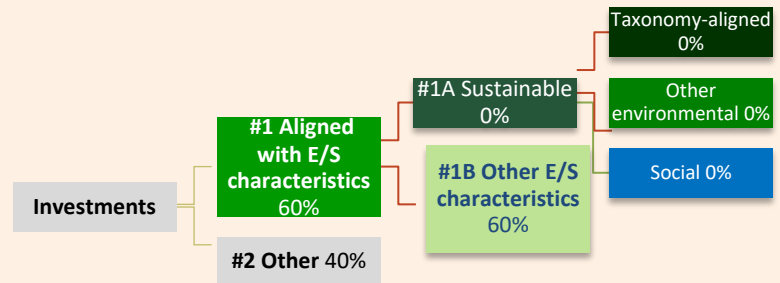 Investments
#1 Aligned
with E/S
characteristics
60%
#2 Other 40%
#1A Sustainable
0%
#1B Other E/S
characteristics
60%
Taxonomy-aligned
0%
Other
environmental 0%
Social 0%